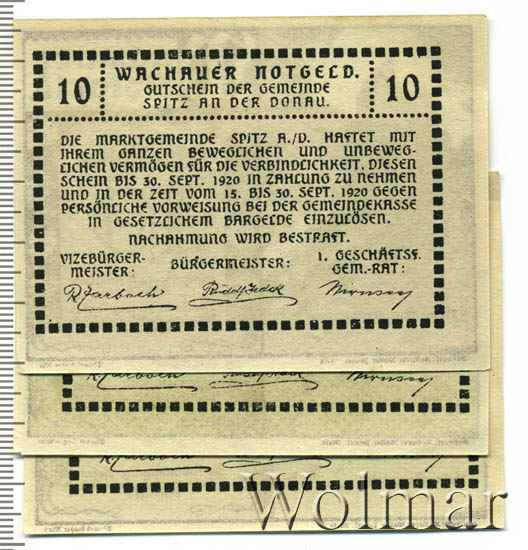 10 WACHAUER NOTGELD. 10
GUTSCHEIN DER GEMEINDE
SPITZ AN DER DONAU.
DIE MARKTGEMEINDE SPITZ A./D. HAFTET MIT
IHREM GANZEN BEWEGLICHEN UND UNBEWEG-
LICHEN VERMÖGEN FÜR DIE VERBINDLICHKEIT, DIESEN
SCHEIN BIS 30. SEPT. 1920 IN ZAHLUNG ZU NEHMEN
UND IN DER ZEIT VOM 15. BIS 30. SEPT. 1920 GEGEN
PERSÖNLICHE VORWEISUNG BEI DER GEMEINDEKASSE
IN GESETZLICHEM BARGELDE EINZULÖSEN.
NACHAHMUNG WIRD BESTRAFT.
VIZEBÜRGER-
MEISTER:
BÜRGERMEISTER:
1. GESCHÄFTSF.
GEM.-RAT:
Wolmar